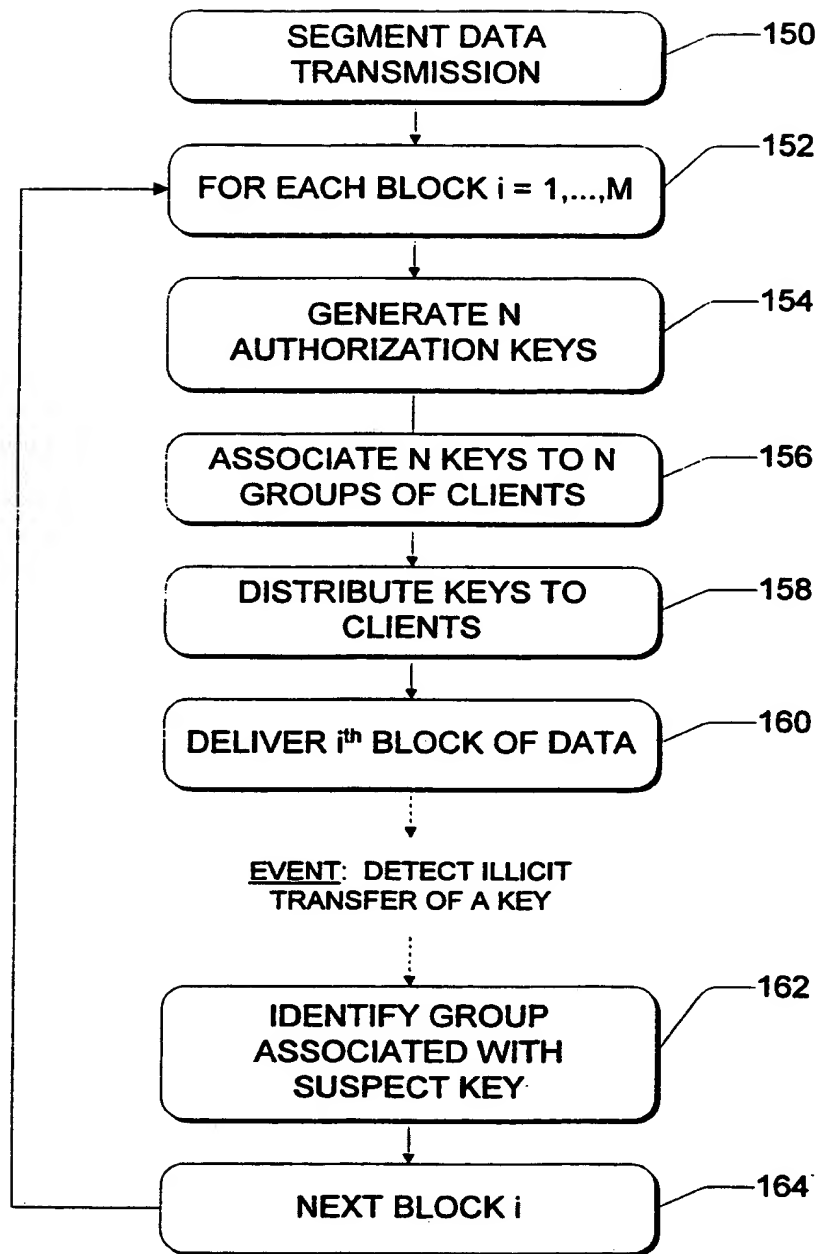 SEGMENT DATA
TRANSMISSION
150
FOR EACH BLOCK i = 1,...,M
152
GENERATE N
AUTHORIZATION KEYS
154
ASSOCIATE N KEYS TO N
GROUPS OF CLIENTS
156
DISTRIBUTE KEYS TO
CLIENTS
158
DELIVER iᵗʰ BLOCK OF DATA
160
EVENT: DETECT ILLICIT
TRANSFER OF A KEY
IDENTIFY GROUP
ASSOCIATED WITH
SUSPECT KEY
162
NEXT BLOCK i
164